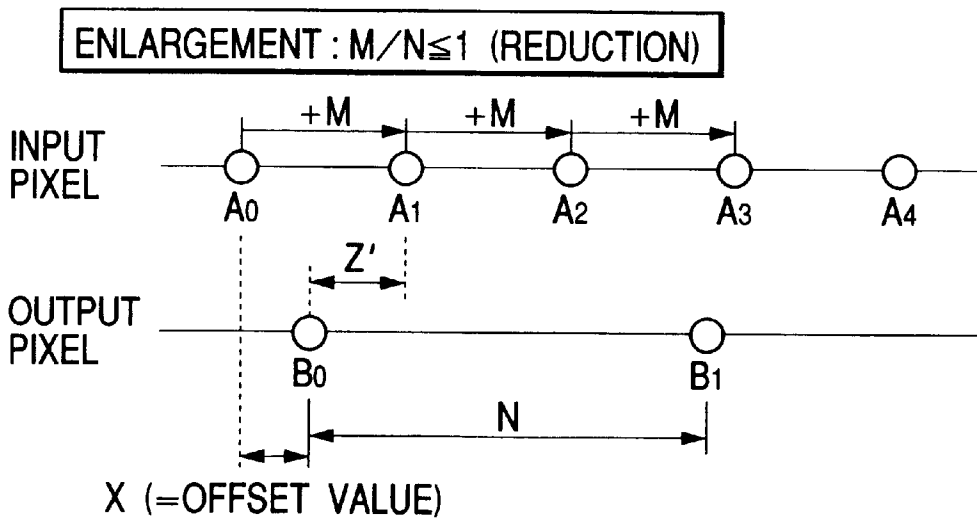 ENLARGEMENT : M/N≦1 (REDUCTION)
+M +M +M
INPUT
PIXEL
A0 A1 A2 A3 A4
Z'
OUTPUT
PIXEL
B0 B1
N
X (=OFFSET VALUE)